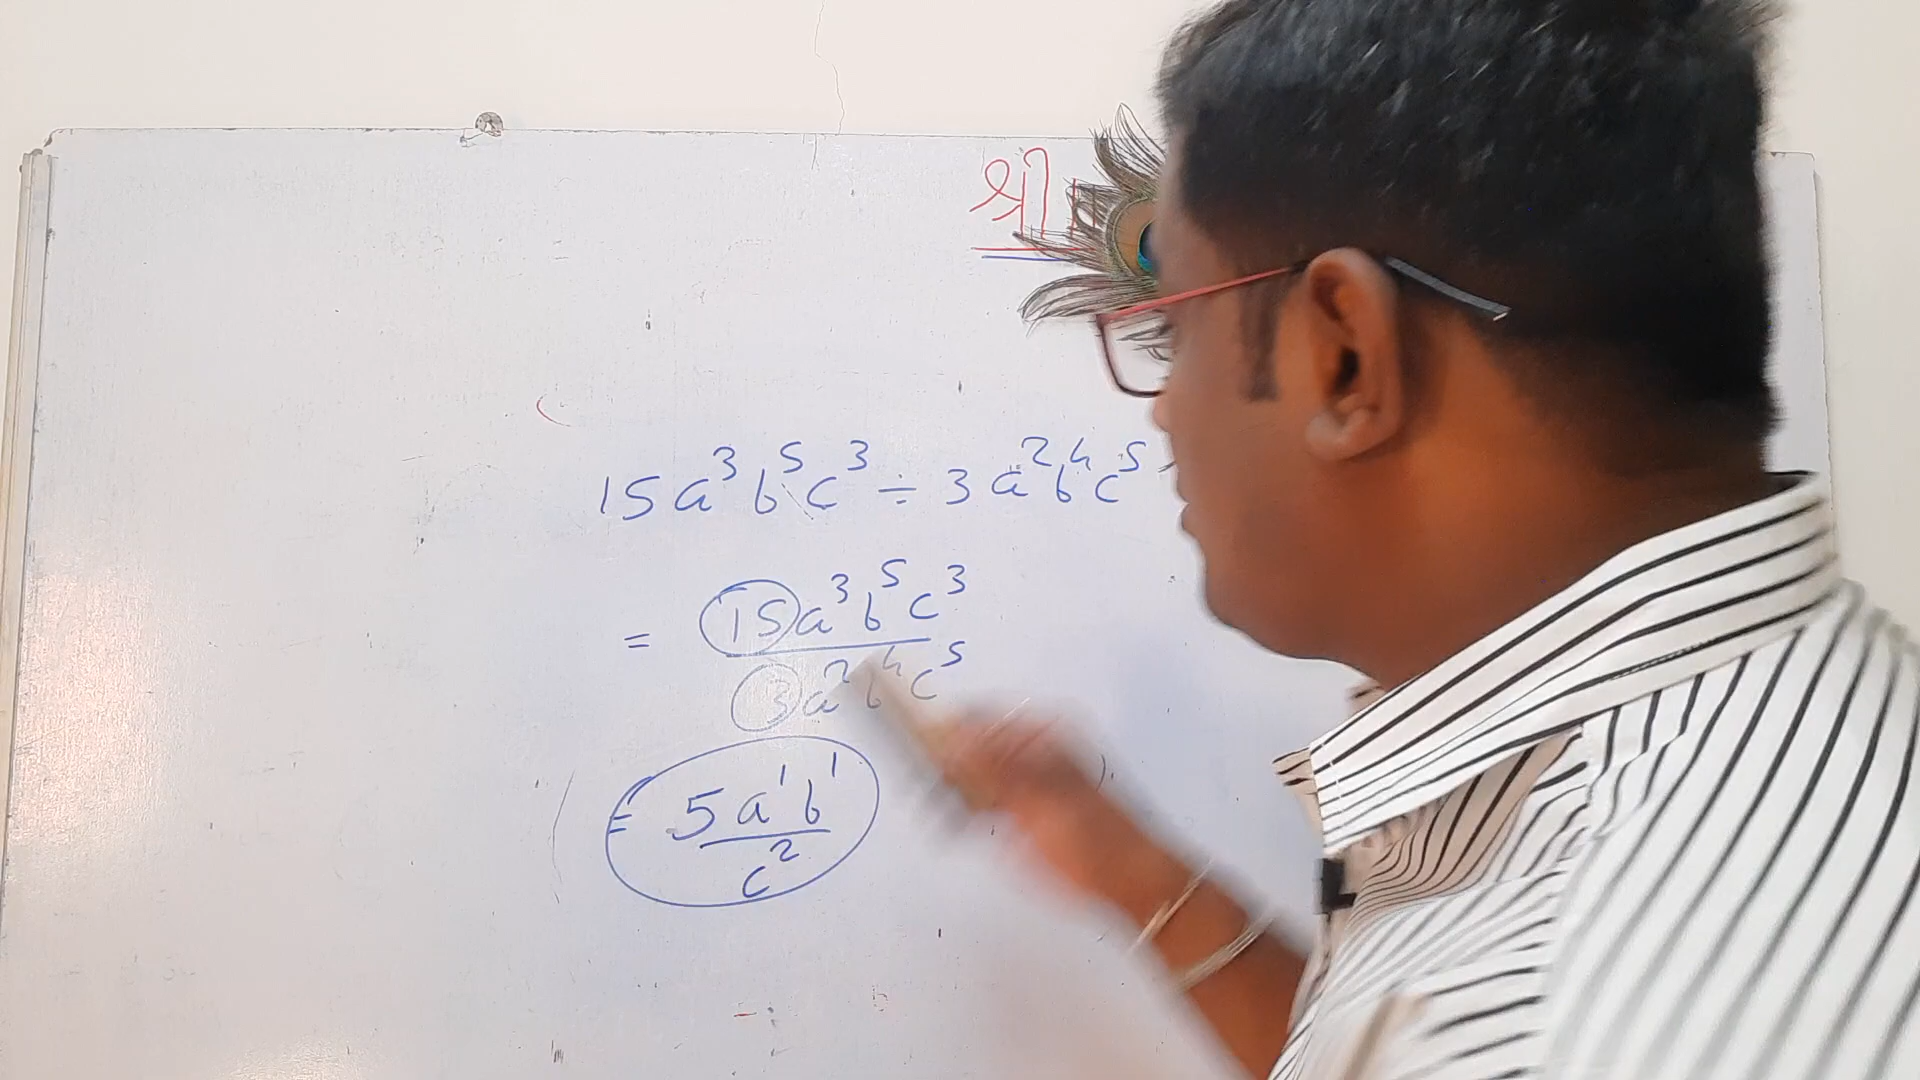 श्री
15a³b⁵c³ ÷ 3a²b⁴c⁵
= 15a³b⁵c³
3a²b⁴c⁵
= 5a¹b¹
c²